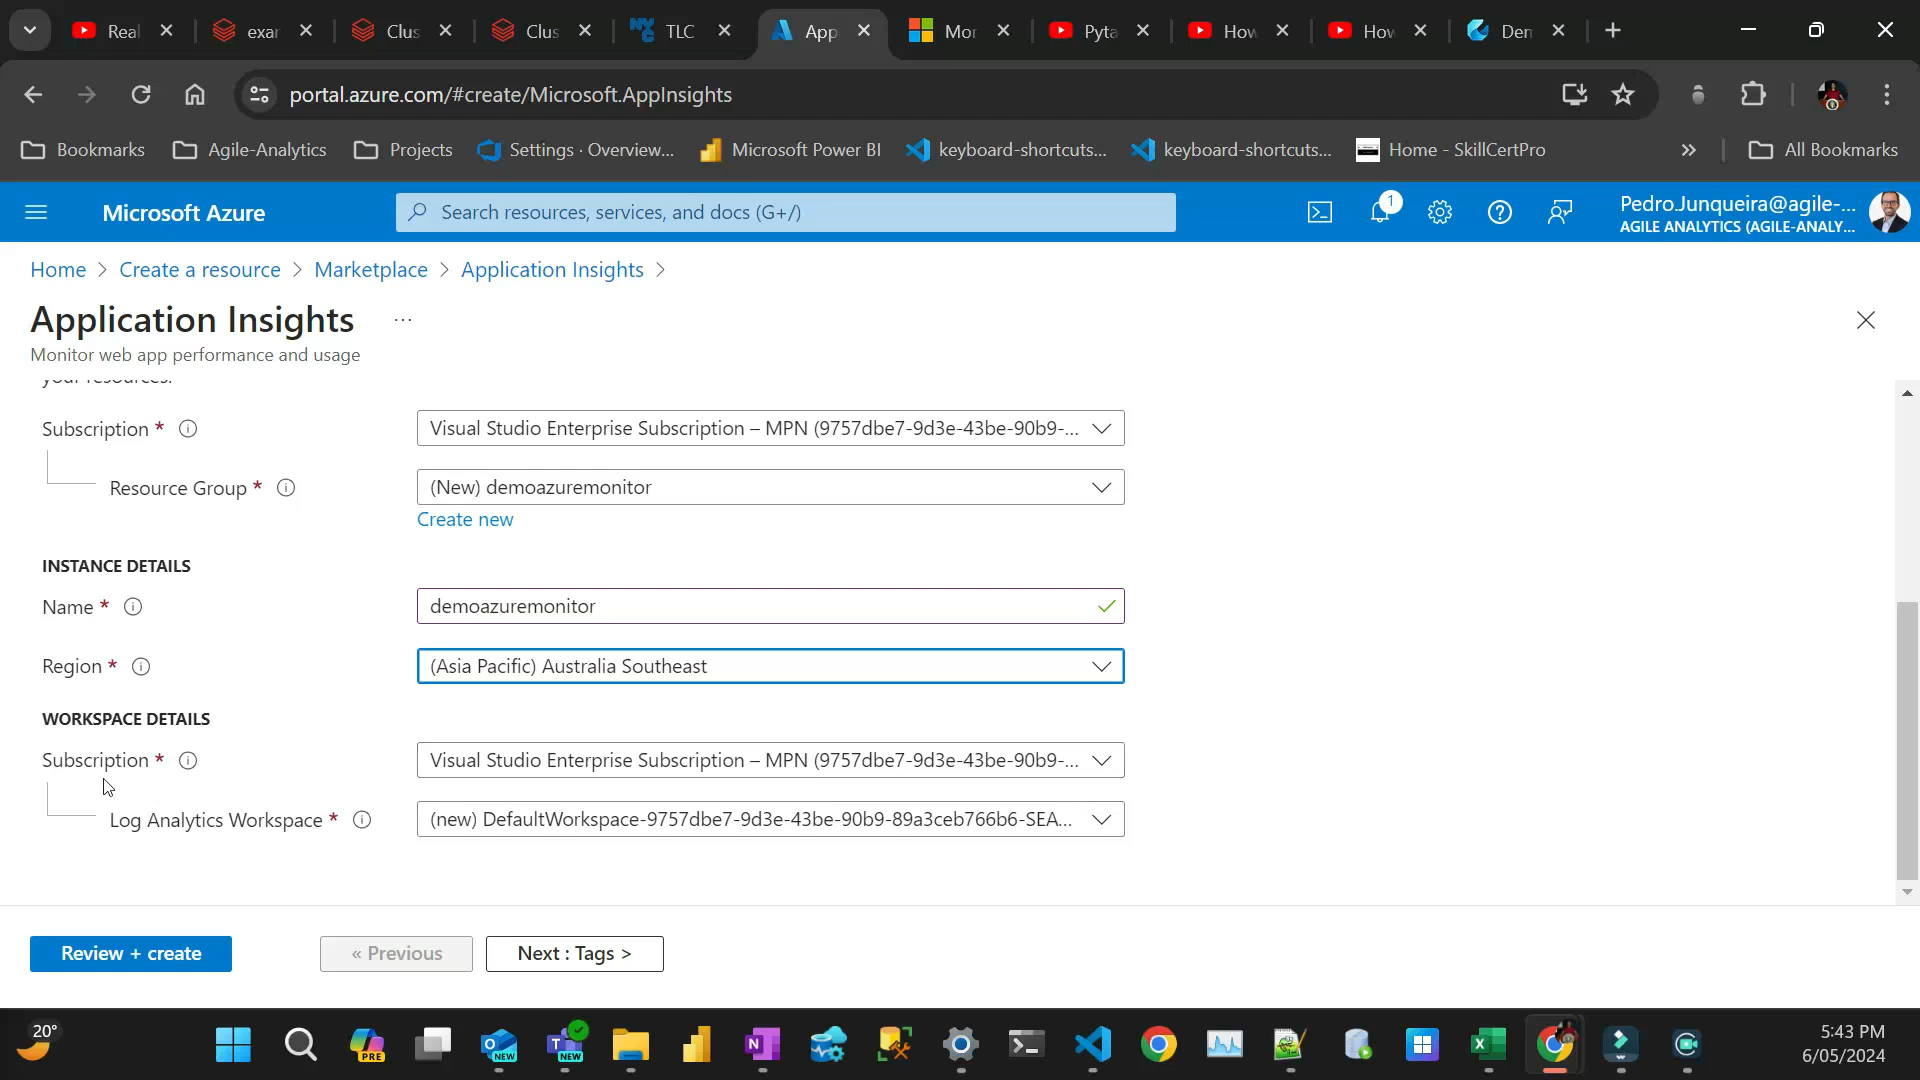 Real
exar
Clus
Clus
TLC
App
Mor
Pyta
How
How
Den
portal.azure.com/#create/Microsoft.AppInsights
Bookmarks
Agile-Analytics
Projects
Settings · Overview...
Microsoft Power BI
keyboard-shortcuts...
keyboard-shortcuts...
Home - SkillCertPro
»
All Bookmarks
Microsoft Azure
Search resources, services, and docs (G+/)
1
Pedro.Junqueira@agile-...
AGILE ANALYTICS (AGILE-ANALY...
Home > Create a resource > Marketplace > Application Insights >
Application Insights ...
Monitor web app performance and usage
your resources.
Subscription *
Visual Studio Enterprise Subscription – MPN (9757dbe7-9d3e-43be-90b9-...
Resource Group *
(New) demoazuremonitor
Create new
INSTANCE DETAILS
Name *
demoazuremonitor
Region *
(Asia Pacific) Australia Southeast
WORKSPACE DETAILS
Subscription *
Visual Studio Enterprise Subscription – MPN (9757dbe7-9d3e-43be-90b9-...
Log Analytics Workspace *
(new) DefaultWorkspace-9757dbe7-9d3e-43be-90b9-89a3ceb766b6-SEA...
Review + create
« Previous
Next : Tags >
20°
PRE
NEW
NEW
5:43 PM
6/05/2024